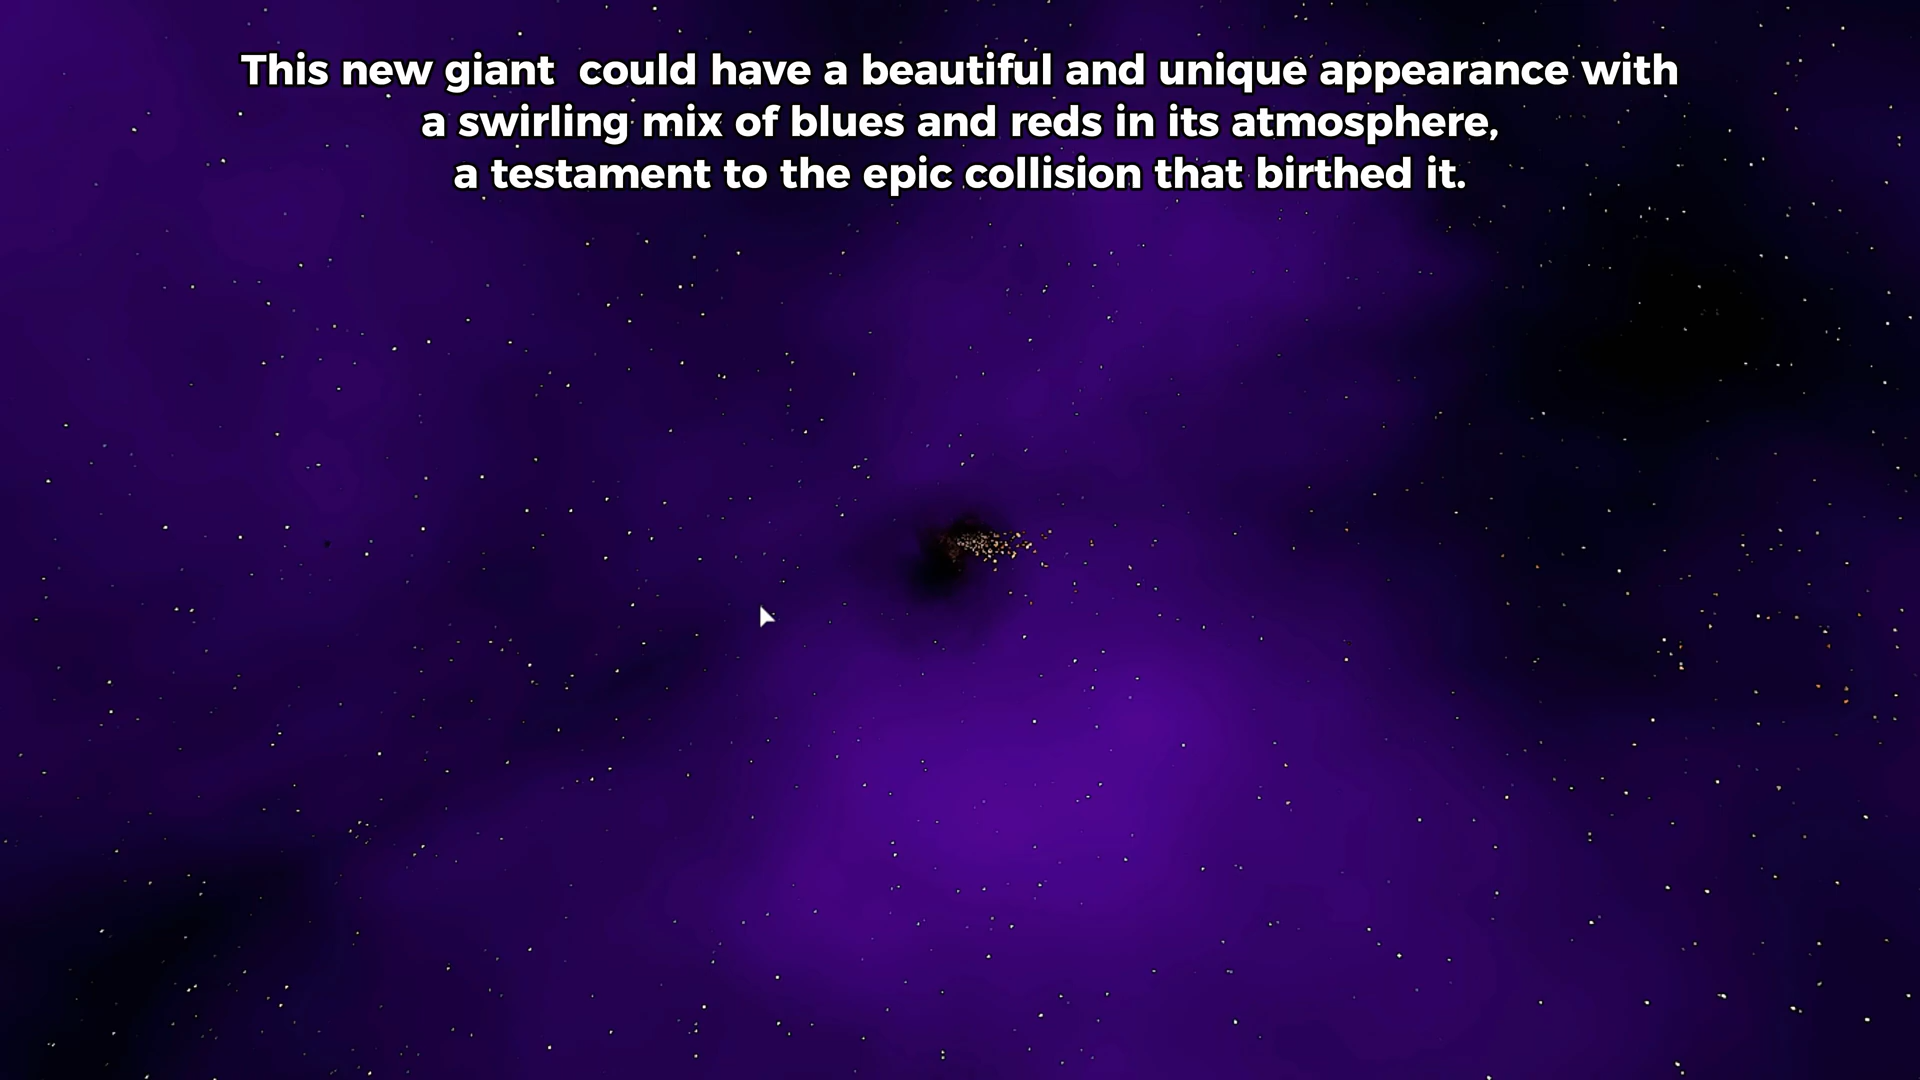 This new giant  could have a beautiful and unique appearance with
a swirling mix of blues and reds in its atmosphere,
a testament to the epic collision that birthed it.